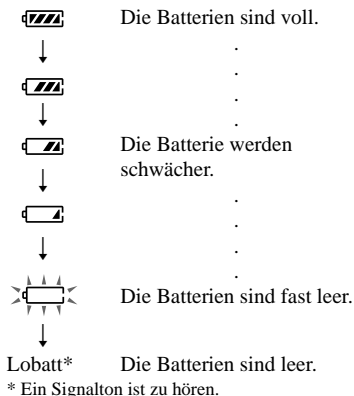 Die Batterien sind voll.
.
.
.
.
Die Batterie werden
schwächer.
.
.
.
.
Die Batterien sind fast leer.
Lobatt* Die Batterien sind leer.
* Ein Signalton ist zu hören.